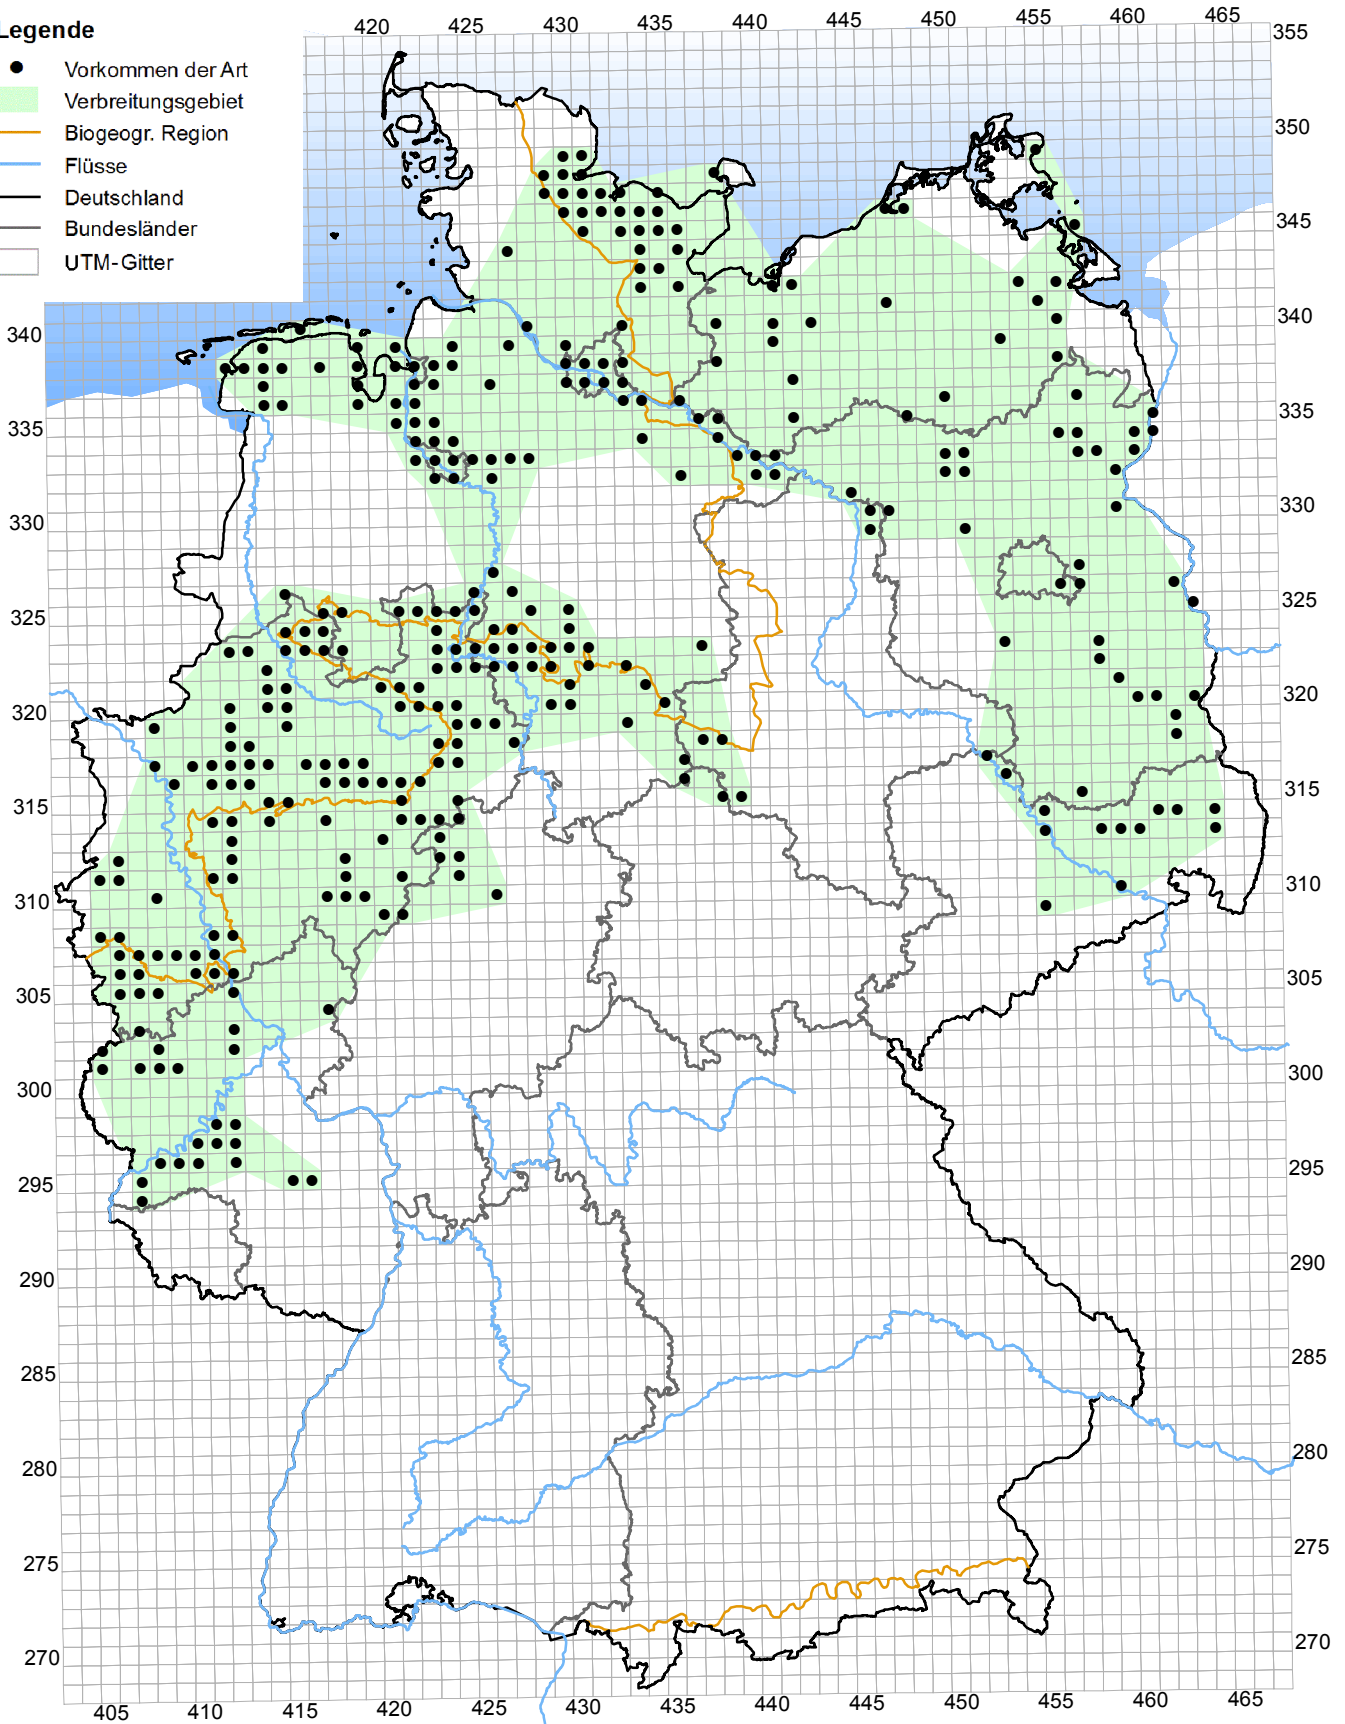 Legende
Vorkommen der Art
Verbreitungsgebiet
Biogeogr. Region
Flüsse
Deutschland
Bundesländer
UTM-Gitter
420 425 430 435 440 445 450 455 460 465
355
350
345
340 340
335 335
330 330
325 325
320 320
315 315
310 310
305 305
300 300
295 295
290 290
285 285
280 280
275 275
270 270
405 410 415 420 425 430 435 440 445 450 455 460 465